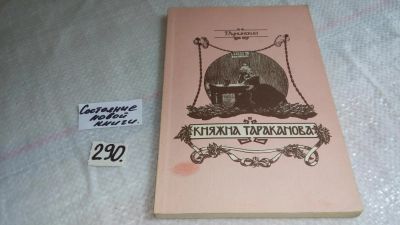 Состояние
новой
книги.
290.
КНЯЖНА ТАРАКАНОВА